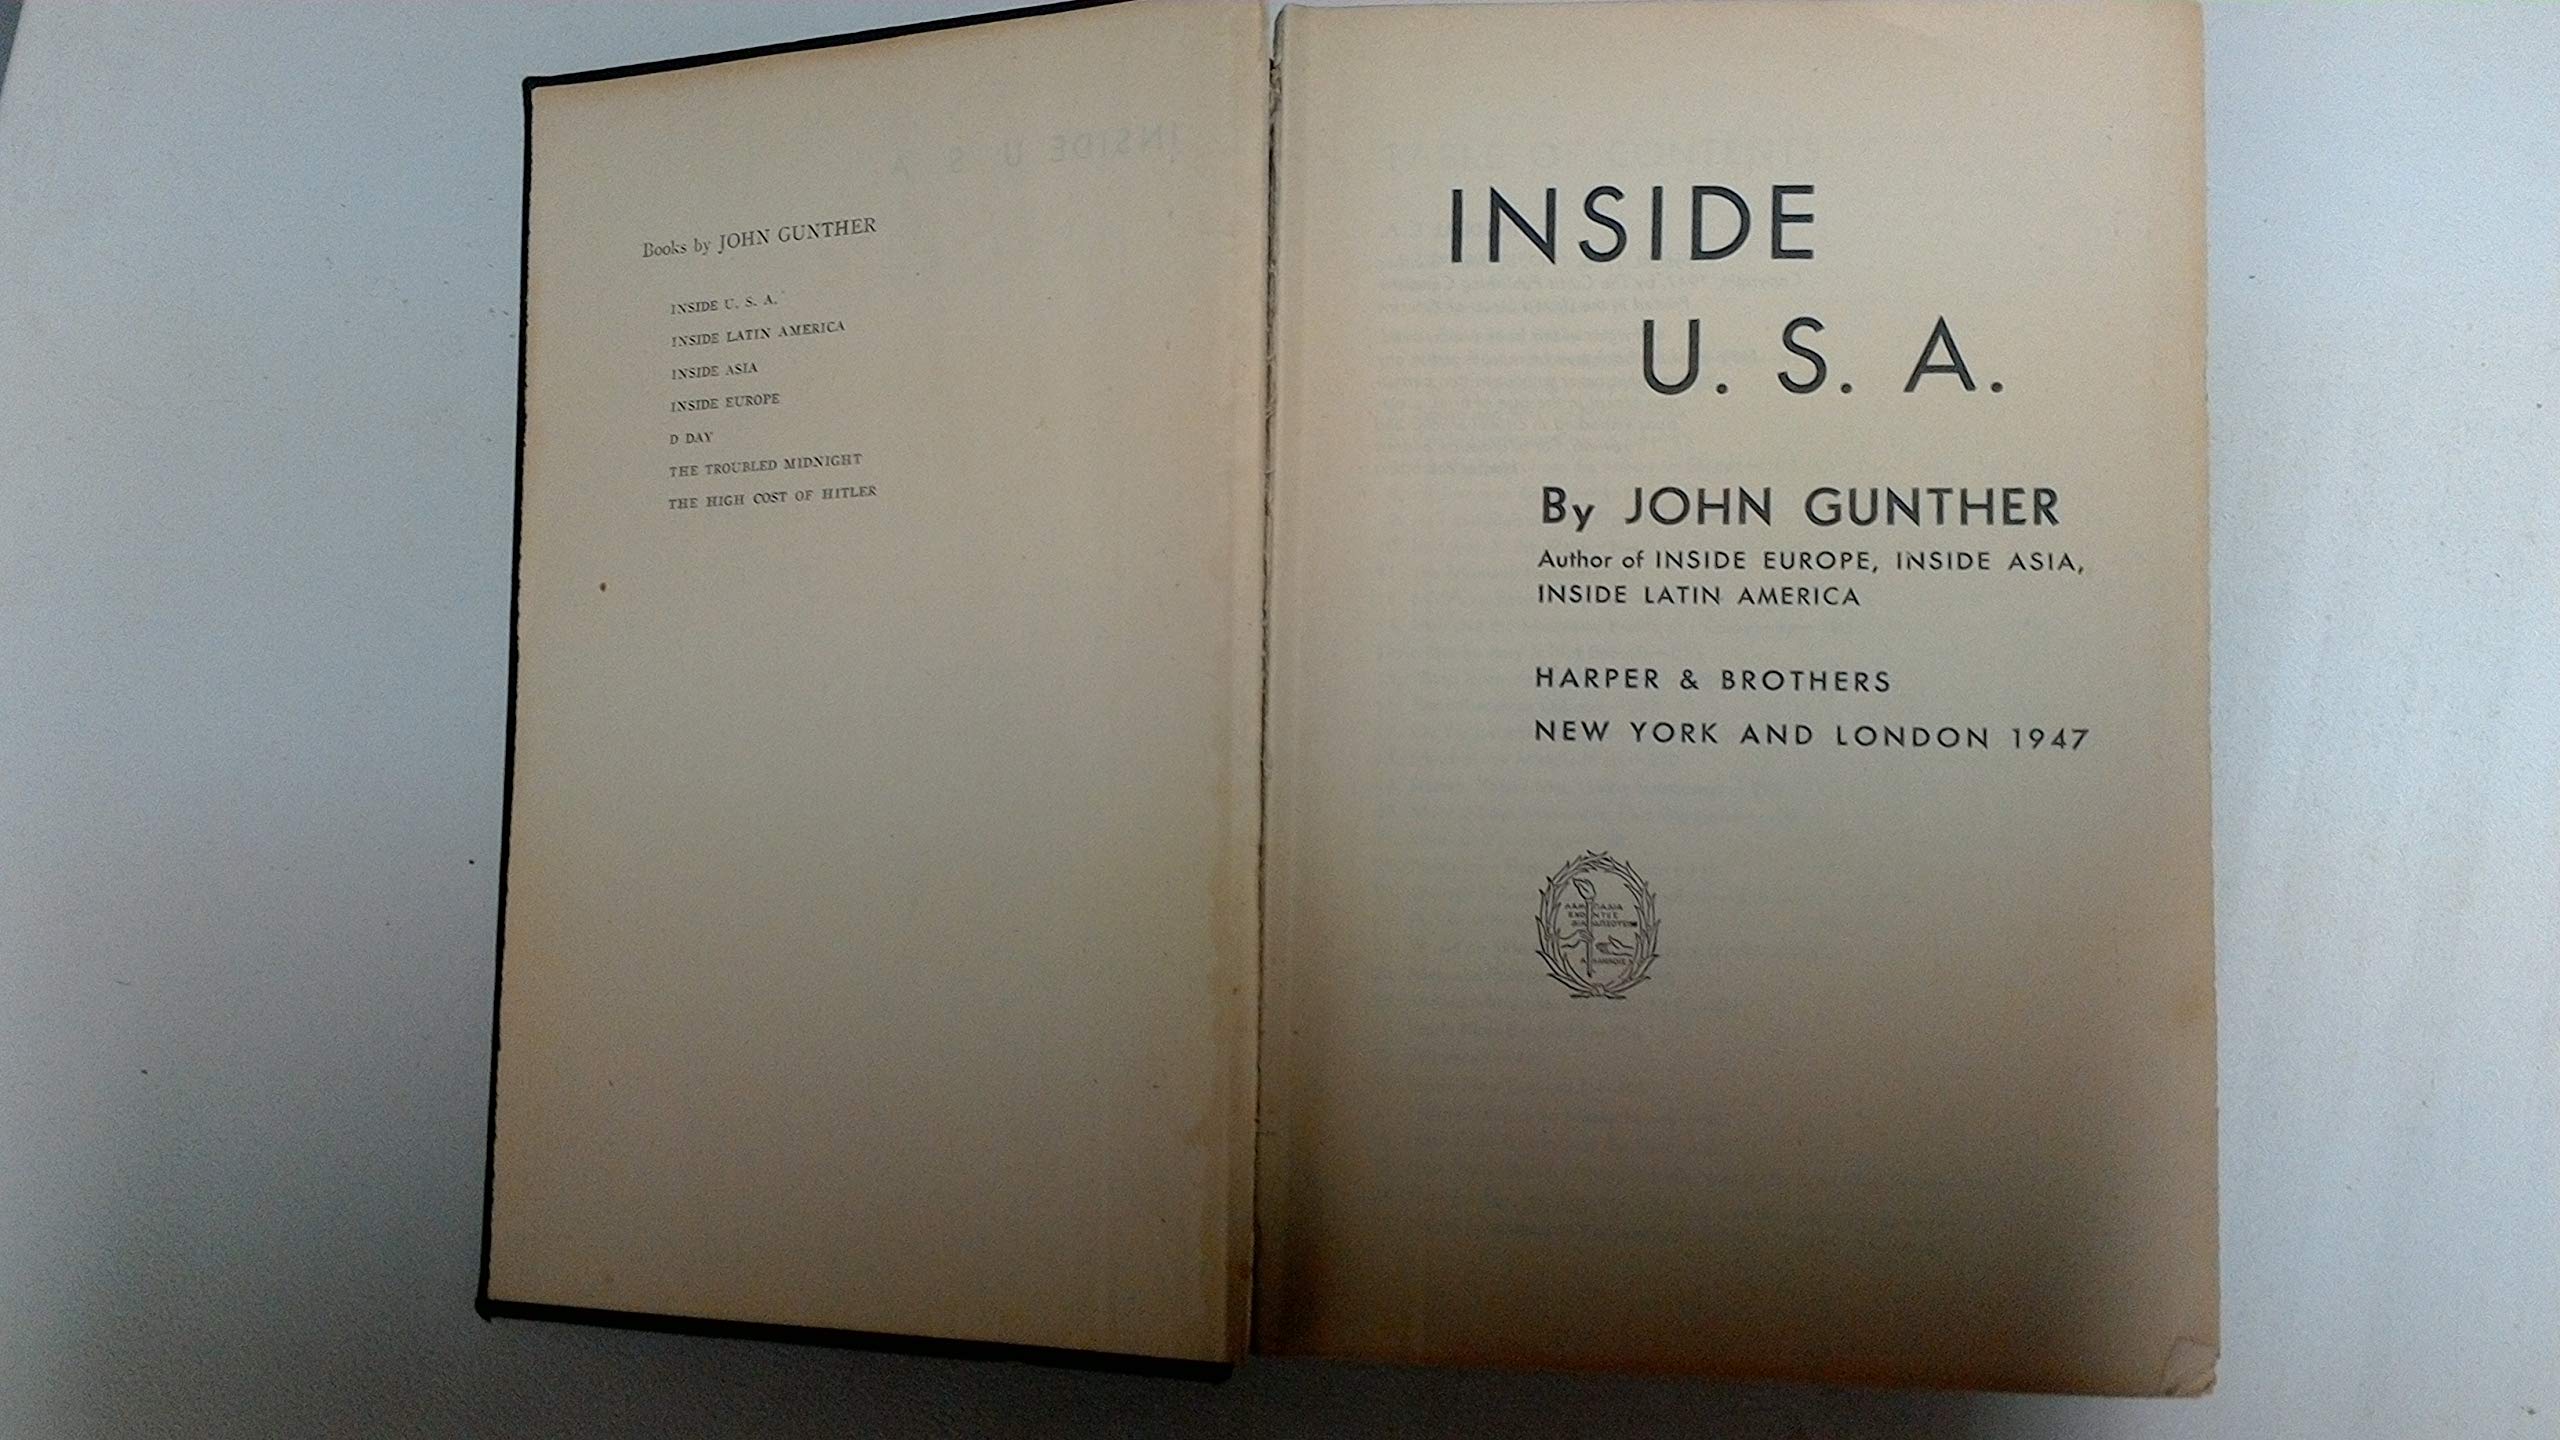 Books by JOHN GUNTHER
INSIDE U. S. A.
INSIDE LATIN AMERICA
INSIDE ASIA
INSIDE EUROPE
D DAY
THE TROUBLED MIDNIGHT
THE HIGH COST OF HITLER
INSIDE
U. S. A.
By JOHN GUNTHER
Author of INSIDE EUROPE, INSIDE ASIA,
INSIDE LATIN AMERICA
HARPER & BROTHERS
NEW YORK AND LONDON 1947